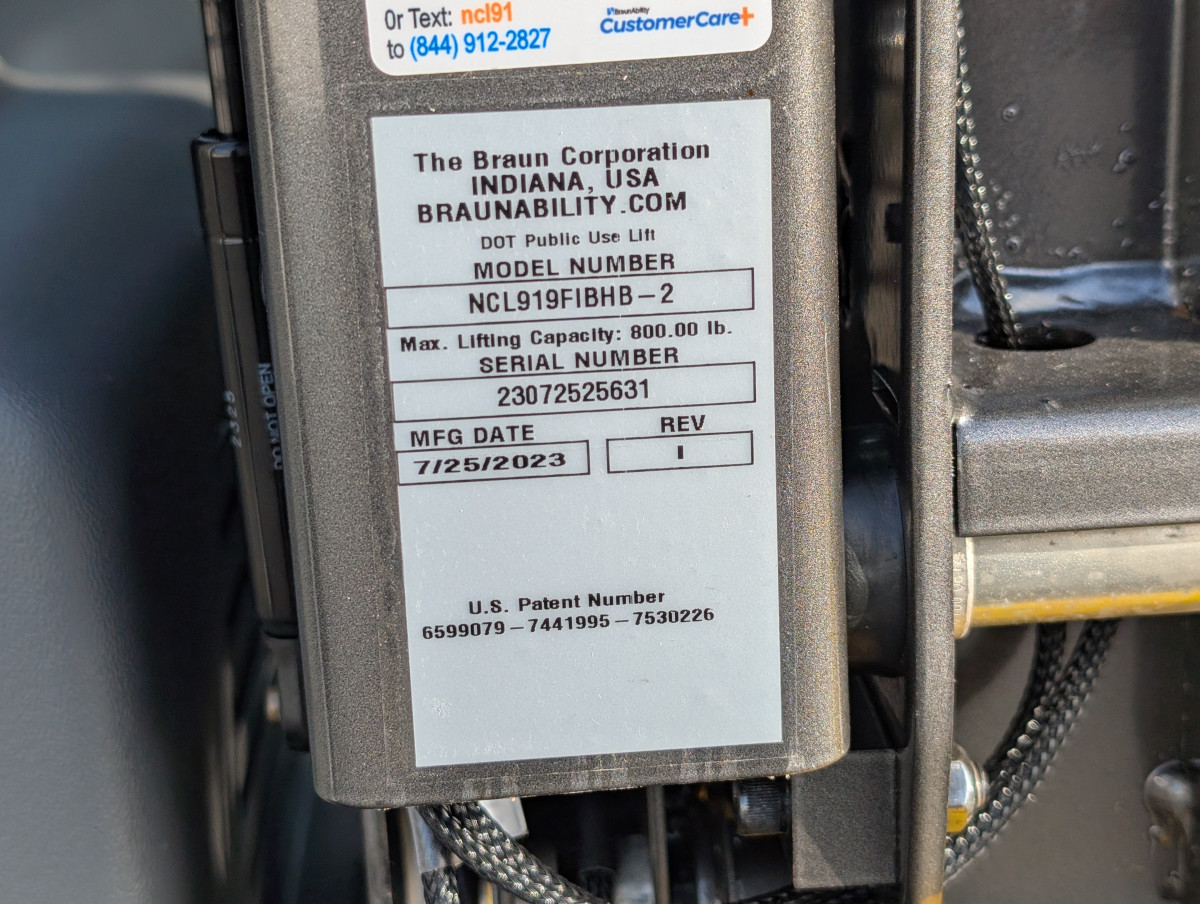 Or Text: ncl91
to (844) 912-2827
BraunAbility
CustomerCare+
The Braun Corporation
INDIANA, USA
BRAUNABILITY.COM
DOT Public Use Lift
MODEL NUMBER
NCL919FIBHB-2
Max. Lifting Capacity: 800.00 lb.
SERIAL NUMBER
23072525631
MFG DATE
REV
7/25/2023
I
U.S. Patent Number
6599079-7441995-7530226
DO NOT OPEN
2325